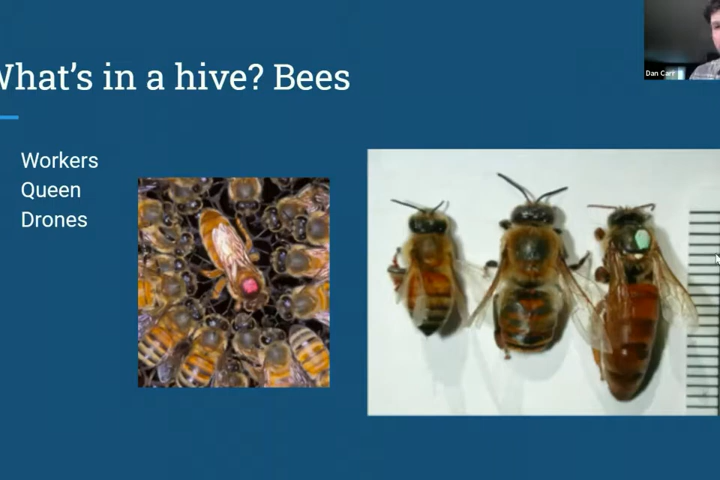 What's in a hive? Bees
Workers
Queen
Drones
Dan Carr